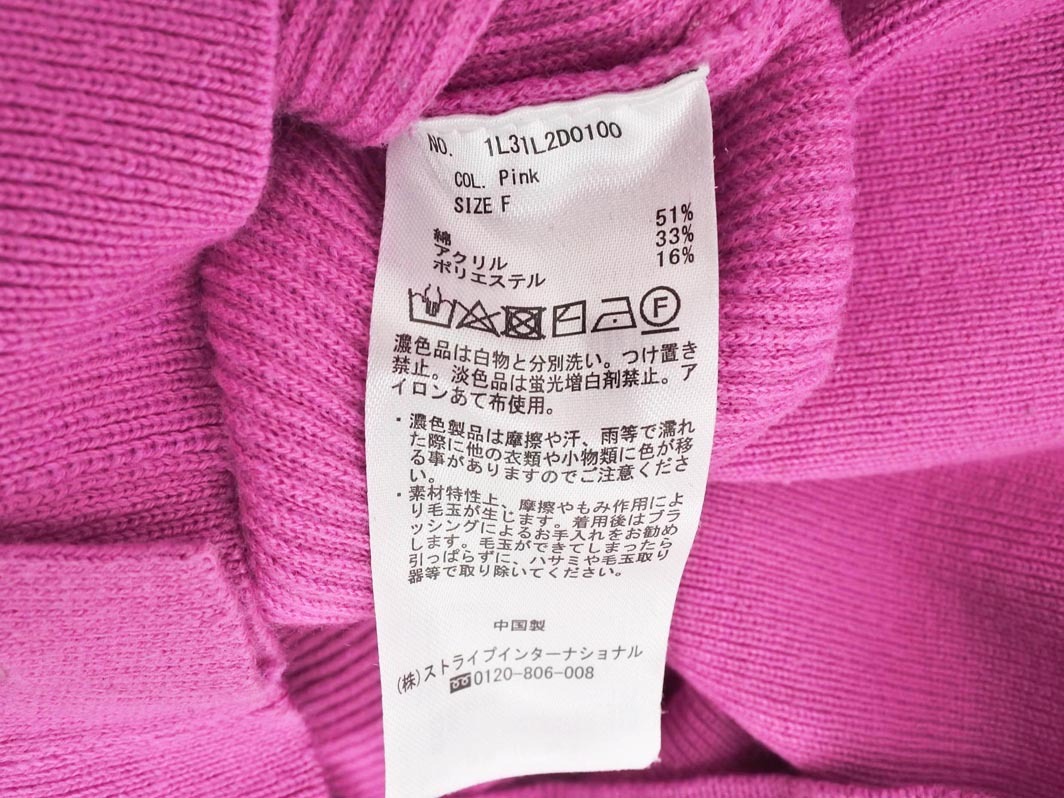 NO. 1L31L2D0100
COL. Pink
SIZE F
綿 51%
アクリル 33%
ポリエステル 16%
F
濃色品は白物と分別洗い。つけ置き
禁止。淡色品は蛍光増白剤禁止。ア
イロンあて布使用。
・濃色製品は摩擦や汗、雨等で濡れ
た際に他の衣類や小物類に色が移
る事がありますのでご注意くださ
い。
・素材特性上、摩擦やもみ作用によ
り毛玉が生じます。着用後はブラ
ッシングによるお手入れをお勧め
します。毛玉ができてしまったら
引っぱらずに、ハサミや毛玉取り
器等で取り除いてください。
中国製
(株)ストライプインターナショナル
0120-806-008